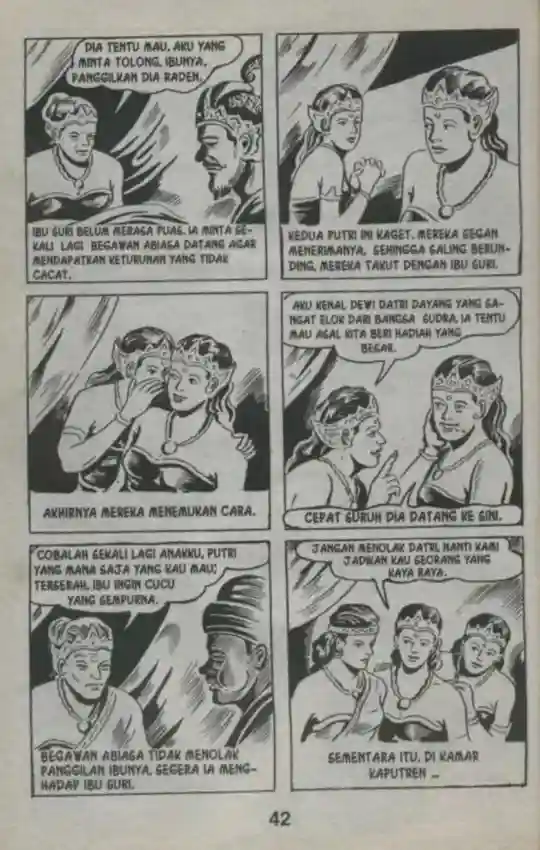 DIA TENTU MAU. AKU YANG
MINTA TOLONG, IBUNYA.
PANGGILKAN DIA RADEN.
IBU SURI BELUM MERASA PUAS. IA MINTA SE-
KALI LAGI BEGAWAN ABIASA DATANG AGAR
MENDAPATKAN KETURUNAN YANG TIDAK
CACAT.
KEDUA PUTRI INI KAGET. MEREKA SEGAN
MENERIMANYA. SEHINGGA SALING BERUN-
DING. MEREKA TAKUT DENGAN IBU SURI.
AKHIRNYA MEREKA MENEMUKAN CARA.
AKU KENAL DEWI DATRI DAYANG YANG SA-
NGAT ELOK DARI BANGSA SUDRA. IA TENTU
MAU ASAL KITA BERI HADIAH YANG
BESAR.
CEPAT SURUH DIA DATANG KE SINI.
COBALAH SEKALI LAGI ANAKKU, PUTRI
YANG MANA SAJA YANG KAU MAU;
TERSERAH. IBU INGIN CUCU
YANG SEMPURNA.
BEGAWAN ABIASA TIDAK MENOLAK
PANGGILAN IBUNYA. SEGERA IA MENG-
HADAP IBU SURI.
JANGAN MENOLAK DATRI. NANTI KAMI
JADIKAN KAU SEORANG YANG
KAYA RAYA.
SEMENTARA ITU, DI KAMAR
KAPUTREN ...
42